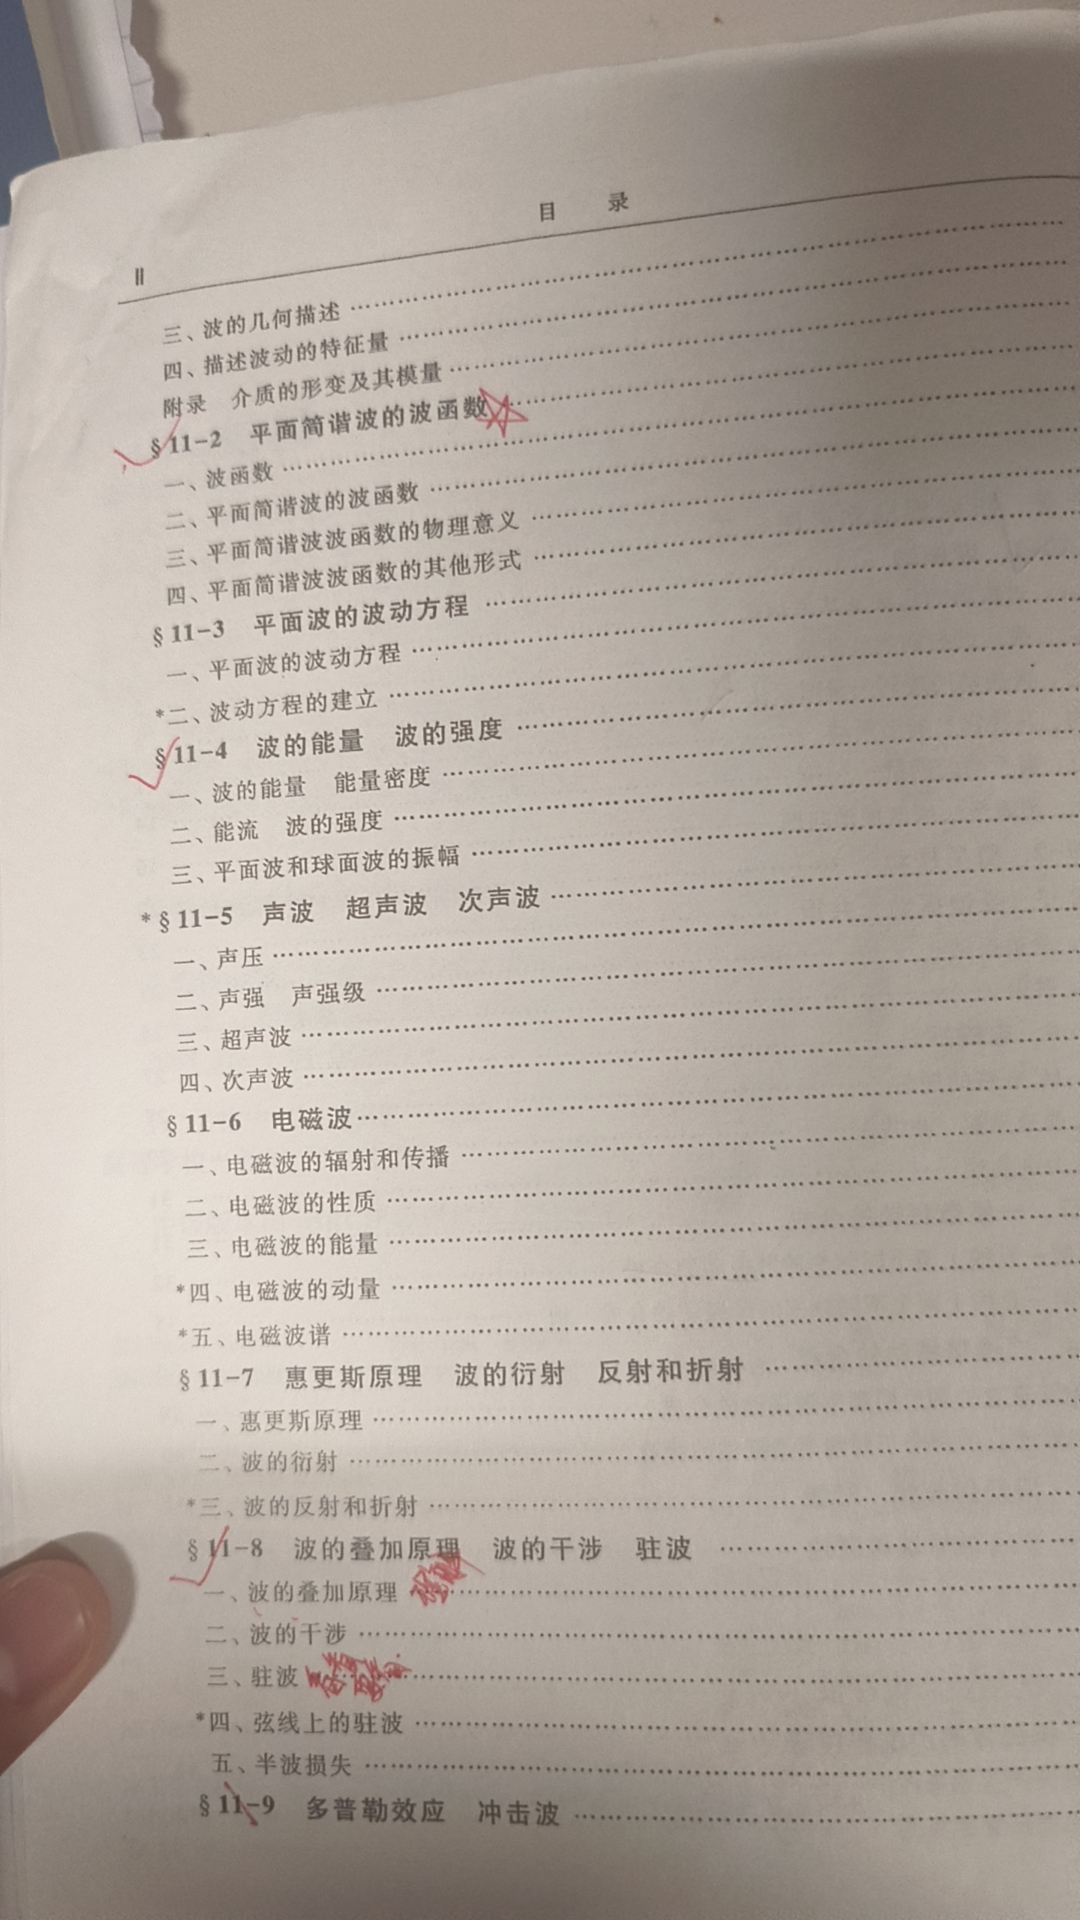 目 录
II
三、波的几何描述
四、描述波动的特征量
附录 介质的形变及其模量
§11-2 平面简谐波的波函数
一、波函数
二、平面简谐波的波函数
三、平面简谐波波函数的物理意义
四、平面简谐波波函数的其他形式
§11-3 平面波的波动方程
一、平面波的波动方程
*二、波动方程的建立
§11-4 波的能量 波的强度
一、波的能量 能量密度
二、能流 波的强度
三、平面波和球面波的振幅
*§11-5 声波 超声波 次声波
一、声压
二、声强 声强级
三、超声波
四、次声波
§11-6 电磁波
一、电磁波的辐射和传播
二、电磁波的性质
三、电磁波的能量
*四、电磁波的动量
*五、电磁波谱
§11-7 惠更斯原理 波的衍射 反射和折射
一、惠更斯原理
二、波的衍射
*三、波的反射和折射
§11-8 波的叠加原理 波的干涉 驻波
一、波的叠加原理
二、波的干涉
三、驻波
*四、弦线上的驻波
五、半波损失
§11-9 多普勒效应 冲击波